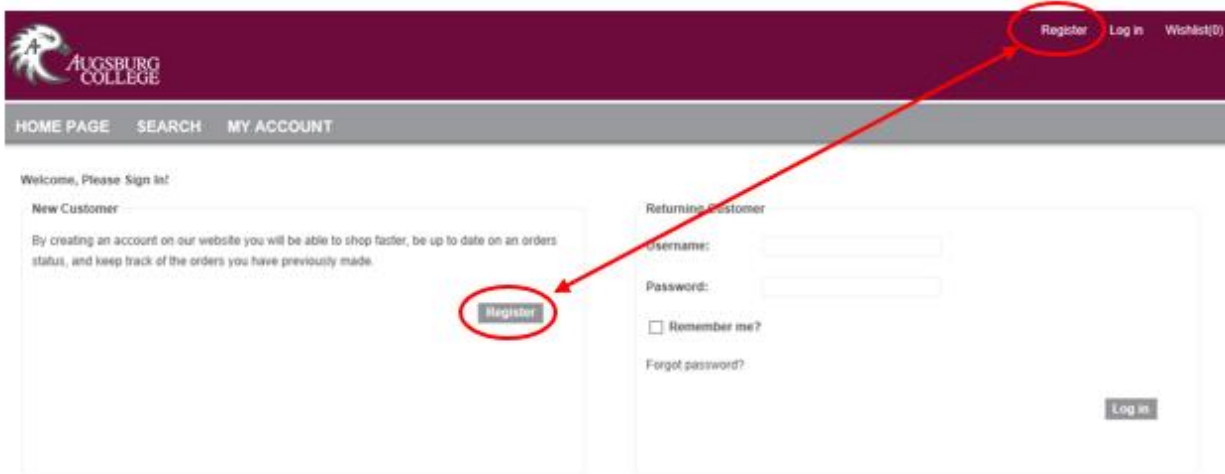 Register Log in Wishlist(0)
A
AUGSBURG
COLLEGE
HOME PAGE SEARCH MY ACCOUNT
Welcome, Please Sign In!
New Customer
By creating an account on our website you will be able to shop faster, be up to date on an orders
status, and keep track of the orders you have previously made.
Register
Returning Customer
Username:
Password:
Remember me?
Forgot password?
Log in